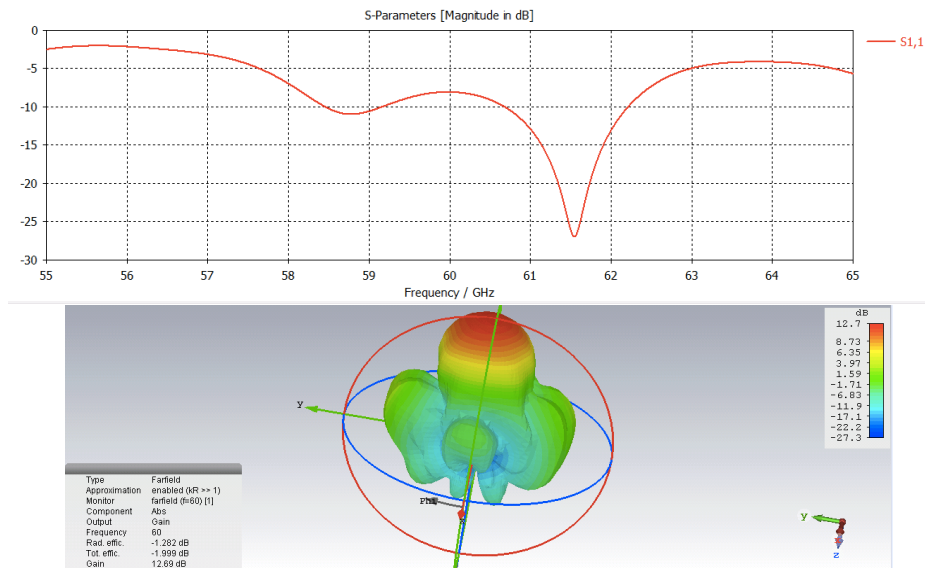 S-Parameters [Magnitude in dB]
0
-5
-10
-15
-20
-25
-30
S1,1
55 56 57 58 59 60 61 62 63 64 65
Frequency / GHz
dB
12.7
8.73
6.35
3.97
1.59
-1.71
-6.83
-11.9
-17.1
-22.2
-27.3
y
Phi
y
z
Type Farfield
Approximation enabled (kR >> 1)
Monitor farfield (f=60) [1]
Component Abs
Output Gain
Frequency 60
Rad. effic. -1.282 dB
Tot. effic. -1.999 dB
Gain 12.69 dB